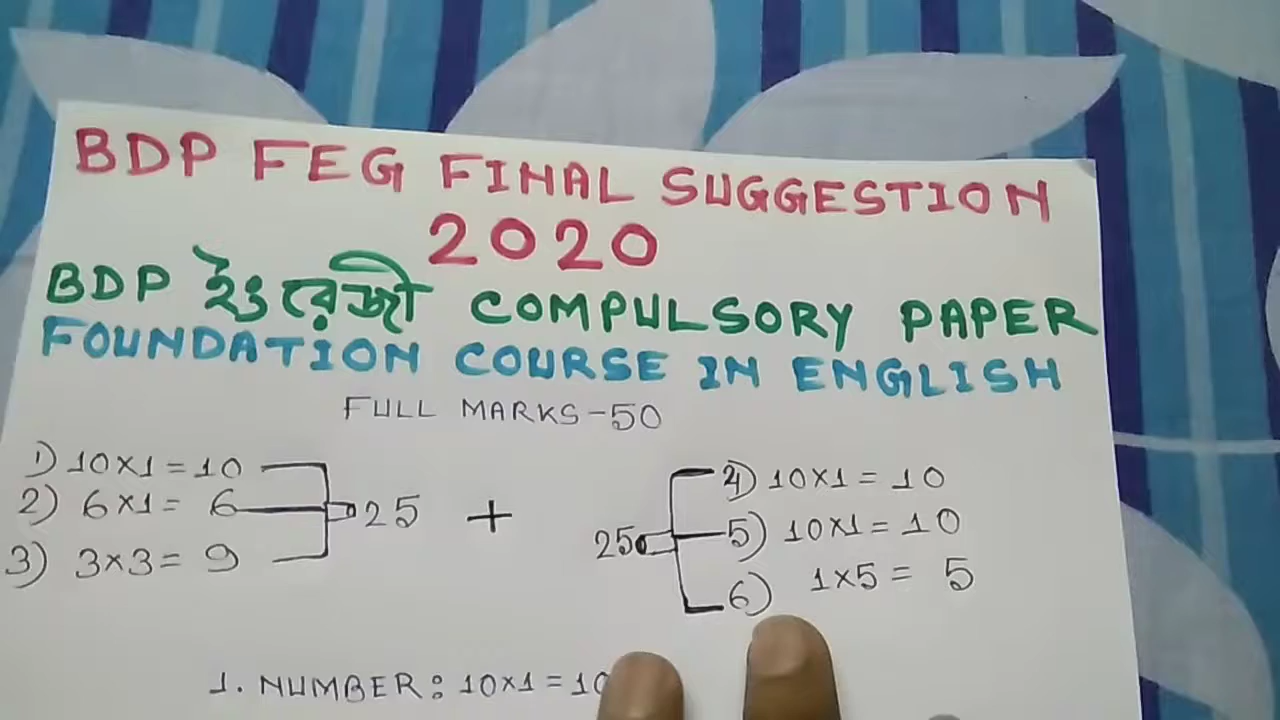 BDP FEG FINAL SUGGESTION
2020
BDP ইংরেজী COMPULSORY PAPER
FOUNDATION COURSE IN ENGLISH
FULL MARKS-50
1) 10×1 = 10
2) 6×1 = 6
3) 3×3 = 9
25
+
25
4) 10×1 = 10
5) 10×1 = 10
6) 1×5 = 5
1. NUMBER: 10×1=10